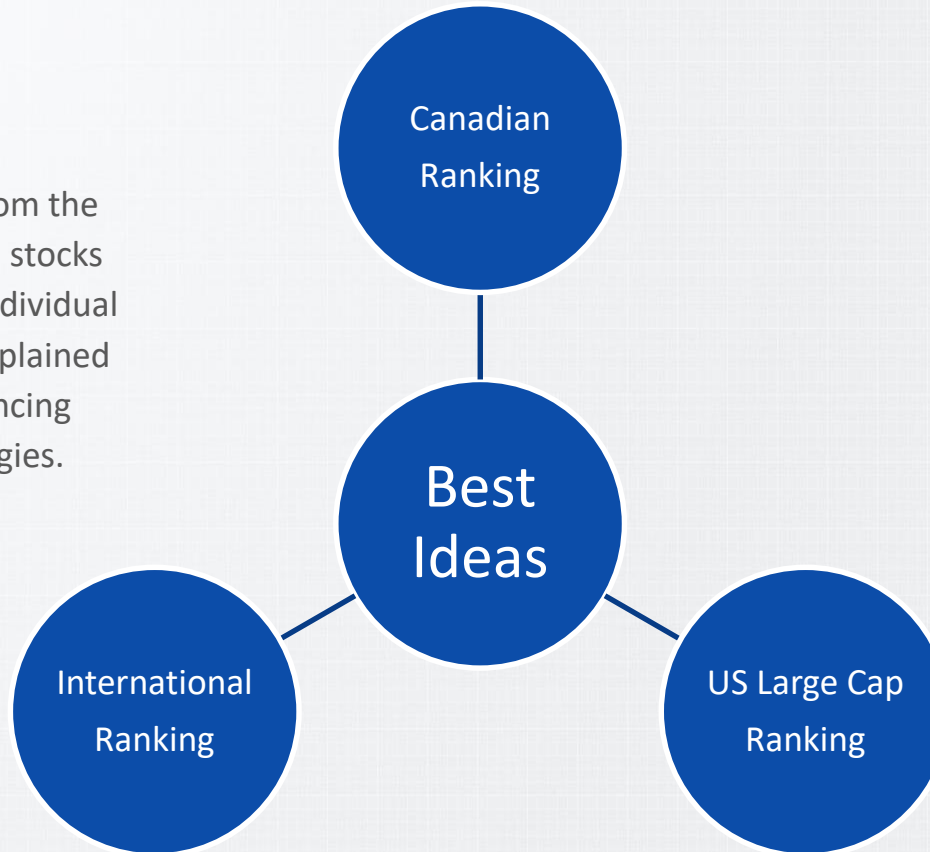 Canadian
Ranking
om the
stocks
dividual
plained
ncing
gies.
Best
Ideas
International
Ranking
US Large Cap
Ranking